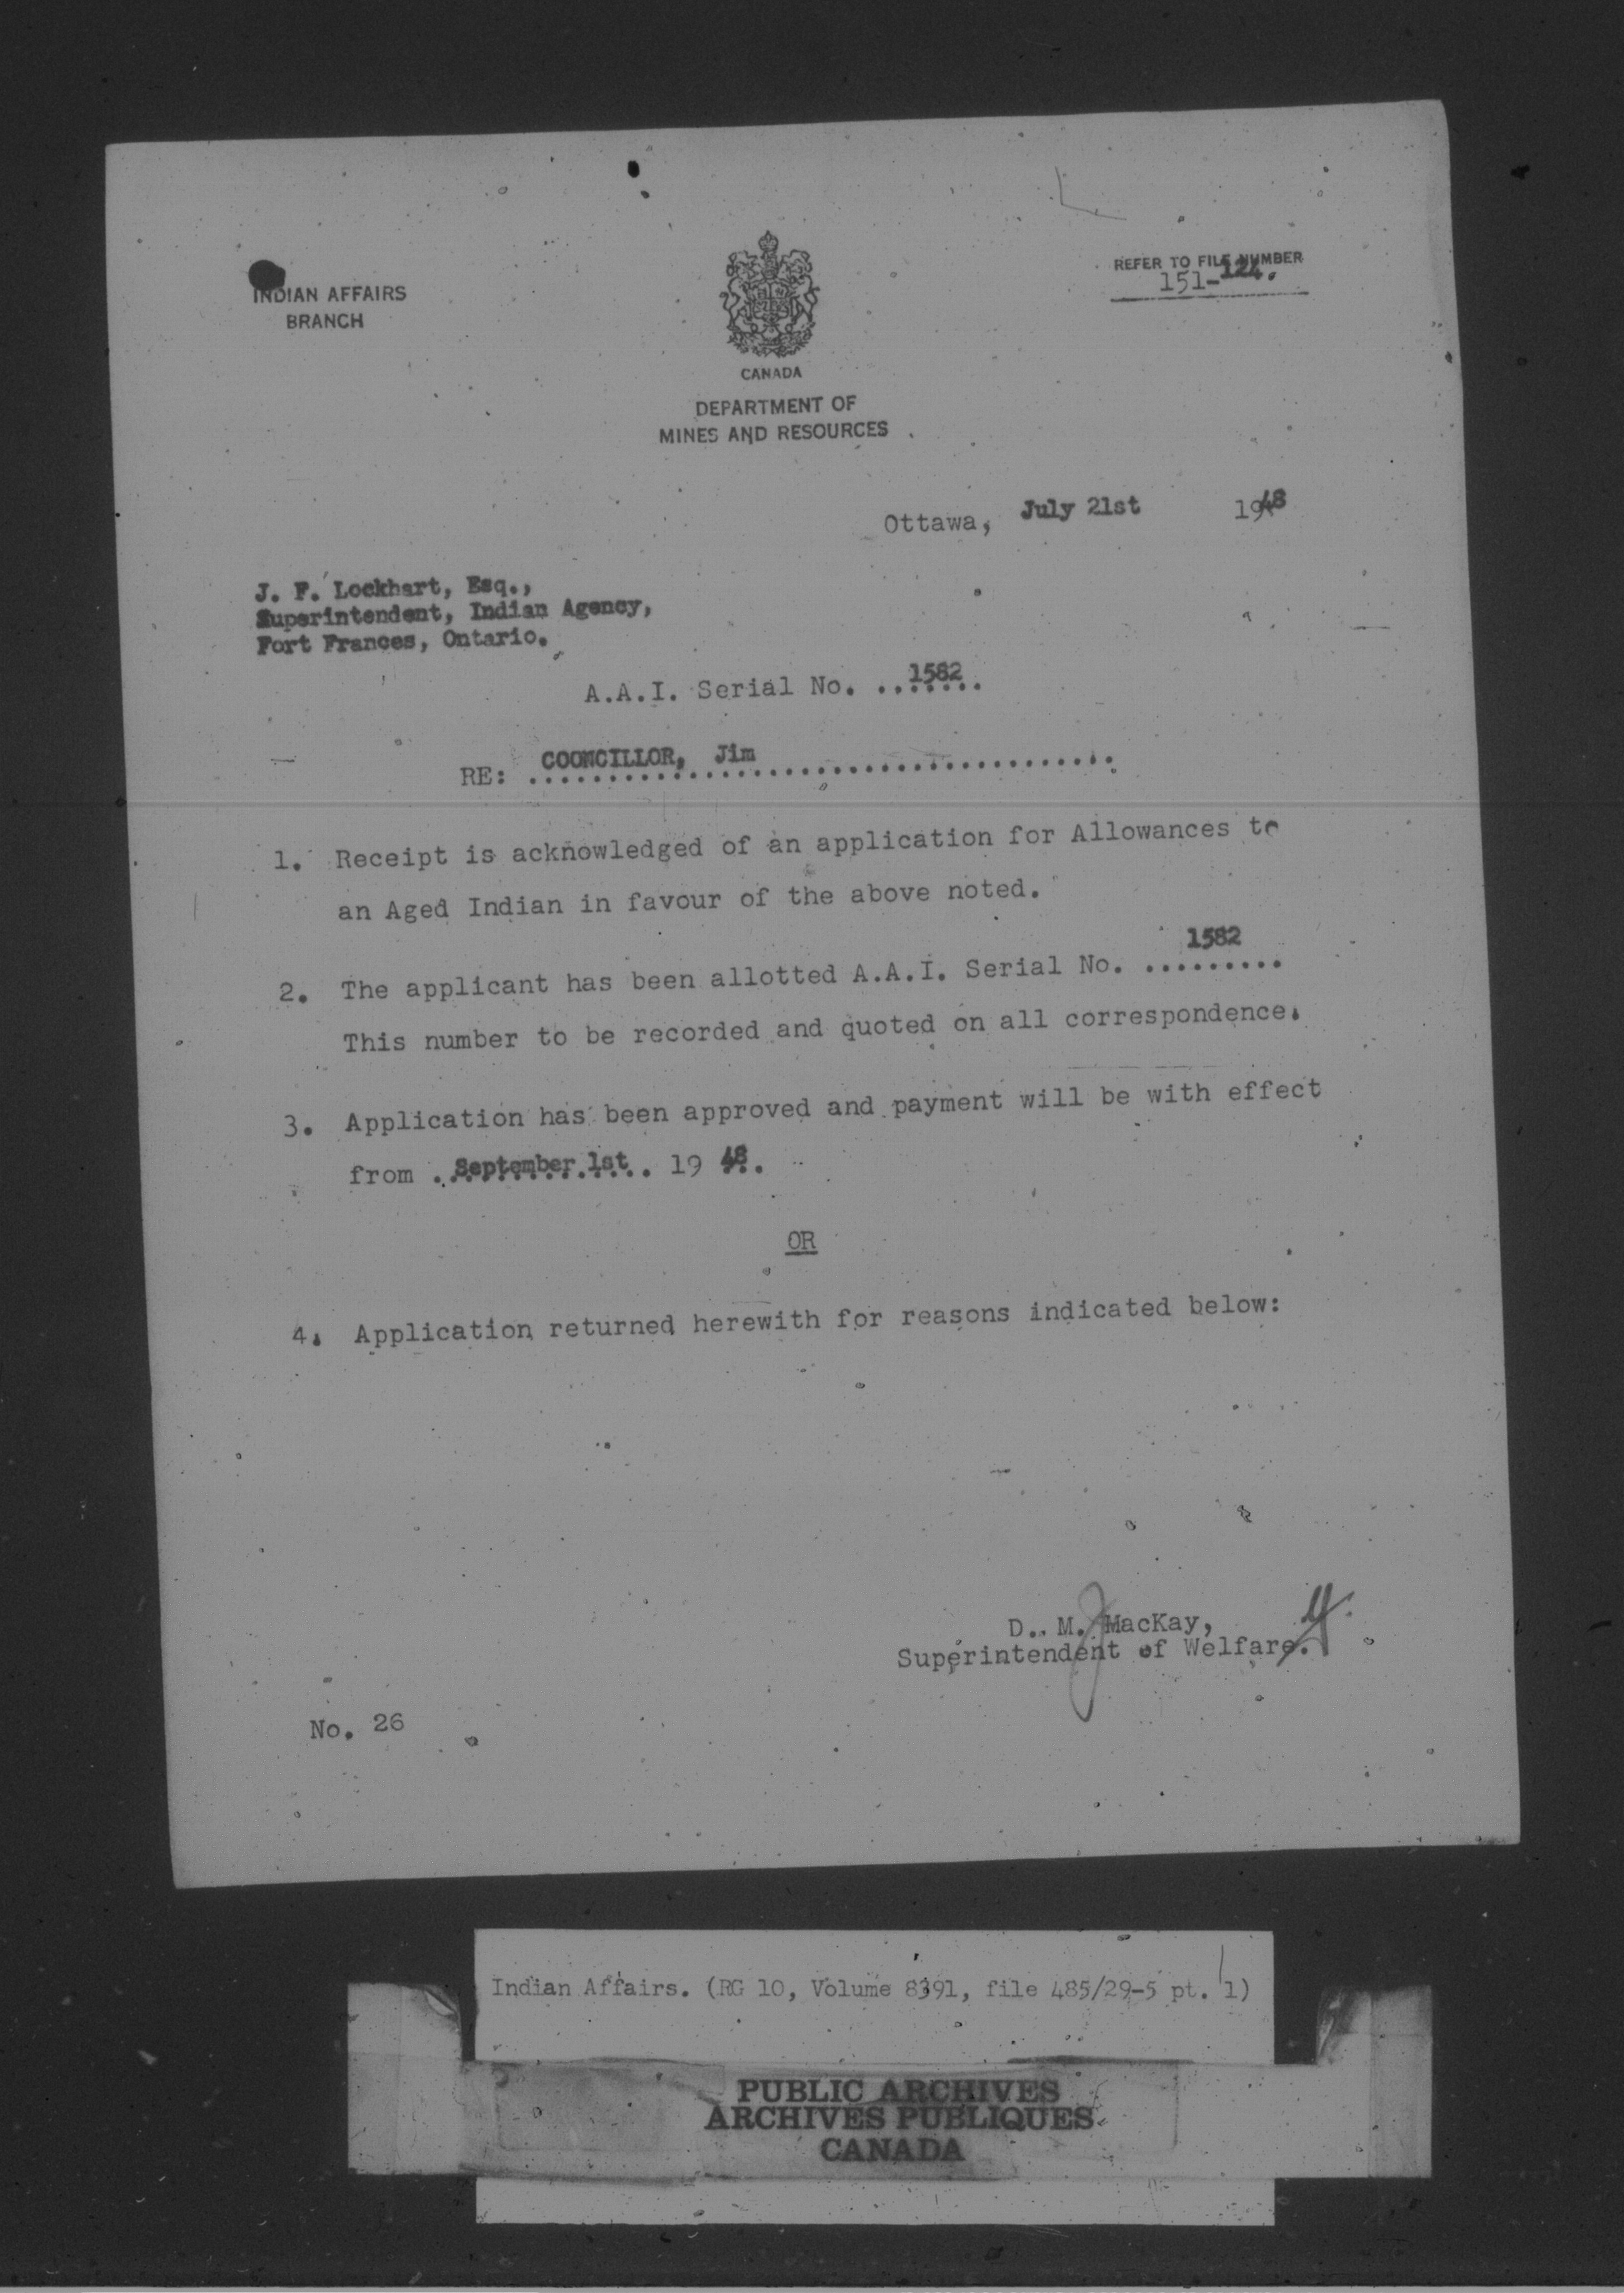 INDIAN AFFAIRS
BRANCH
REFER TO FILE NUMBER
151-124.
CANADA
DEPARTMENT OF
MINES AND RESOURCES
Ottawa, July 21st 1948
J. F. Lockhart, Esq.,
Superintendent, Indian Agency,
Fort Frances, Ontario.
A.A.I. Serial No. ..1582..
RE: COONCILLOR, Jim ........................
1. Receipt is acknowledged of an application for Allowances to
an Aged Indian in favour of the above noted.
2. The applicant has been allotted A.A.I. Serial No. 1582
This number to be recorded and quoted on all correspondence.
3. Application has been approved and payment will be with effect
from .September 1st.. 19 48.
OR
4. Application returned herewith for reasons indicated below:
D. M. MacKay,
Superintendent of Welfare.
No. 26
Indian Affairs. (RG 10, Volume 8391, file 485/29-5 pt. 1)
PUBLIC ARCHIVES
ARCHIVES PUBLIQUES
CANADA